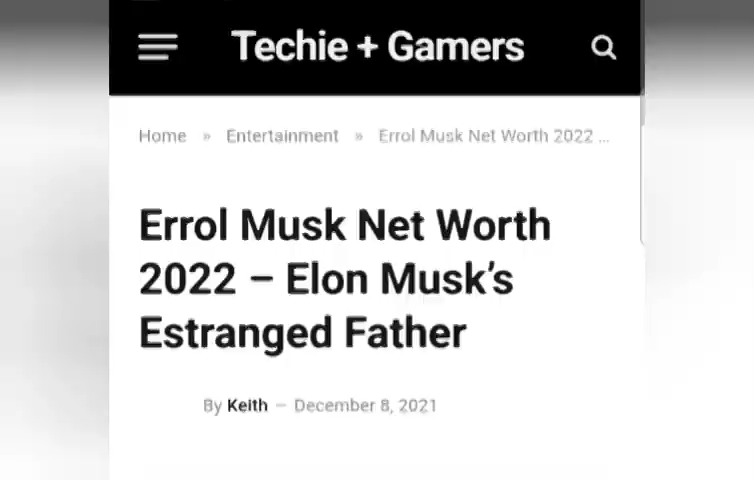 Techie + Gamers
Home » Entertainment » Errol Musk Net Worth 2022 ...
Errol Musk Net Worth
2022 – Elon Musk's
Estranged Father
By Keith – December 8, 2021